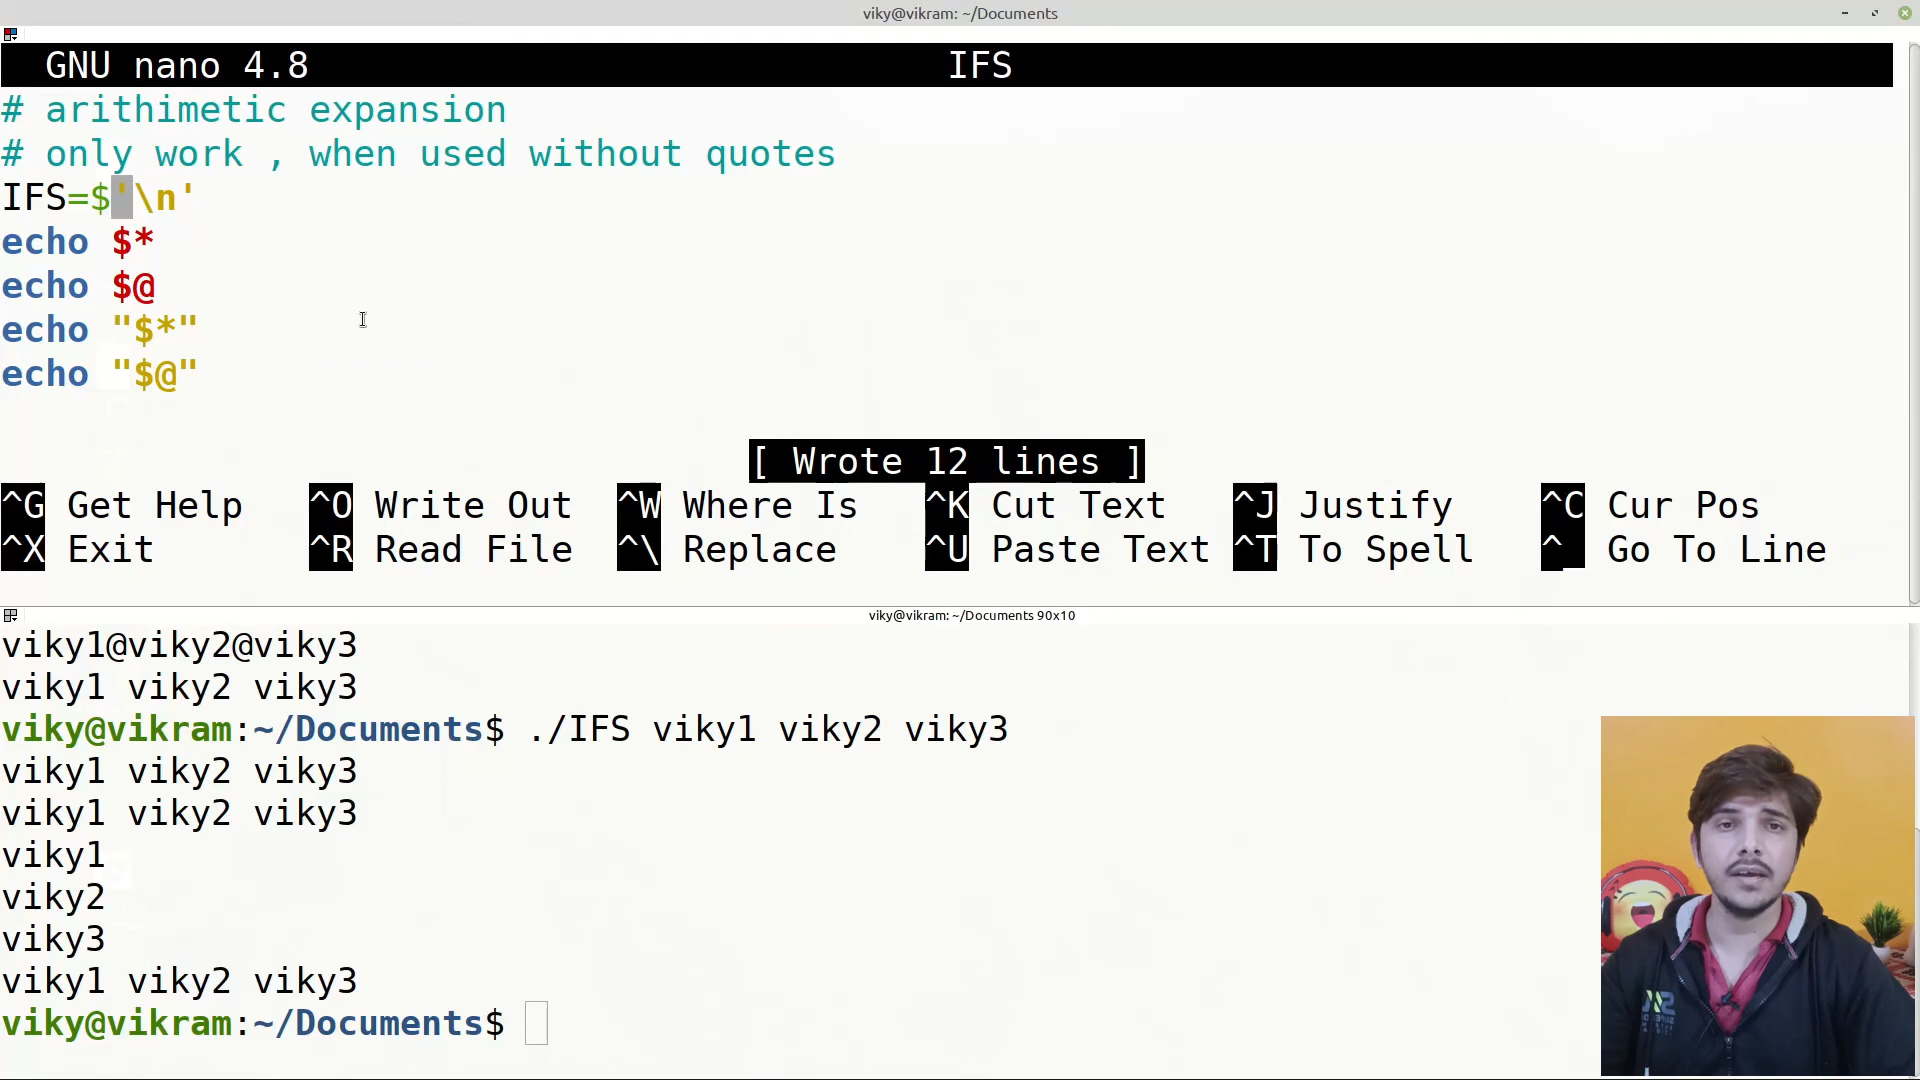 viky@vikram: ~/Documents
GNU nano 4.8 IFS
# arithimetic expansion
# only work , when used without quotes
IFS=$'\n'
echo $*
echo $@
echo "$*"
echo "$@"
[ Wrote 12 lines ]
^G Get Help ^O Write Out ^W Where Is ^K Cut Text ^J Justify ^C Cur Pos
^X Exit ^R Read File ^\ Replace ^U Paste Text ^T To Spell ^_ Go To Line
viky@vikram: ~/Documents 90x10
viky1@viky2@viky3
viky1 viky2 viky3
viky@vikram:~/Documents$ ./IFS viky1 viky2 viky3
viky1 viky2 viky3
viky1 viky2 viky3
viky1
viky2
viky3
viky1 viky2 viky3
viky@vikram:~/Documents$